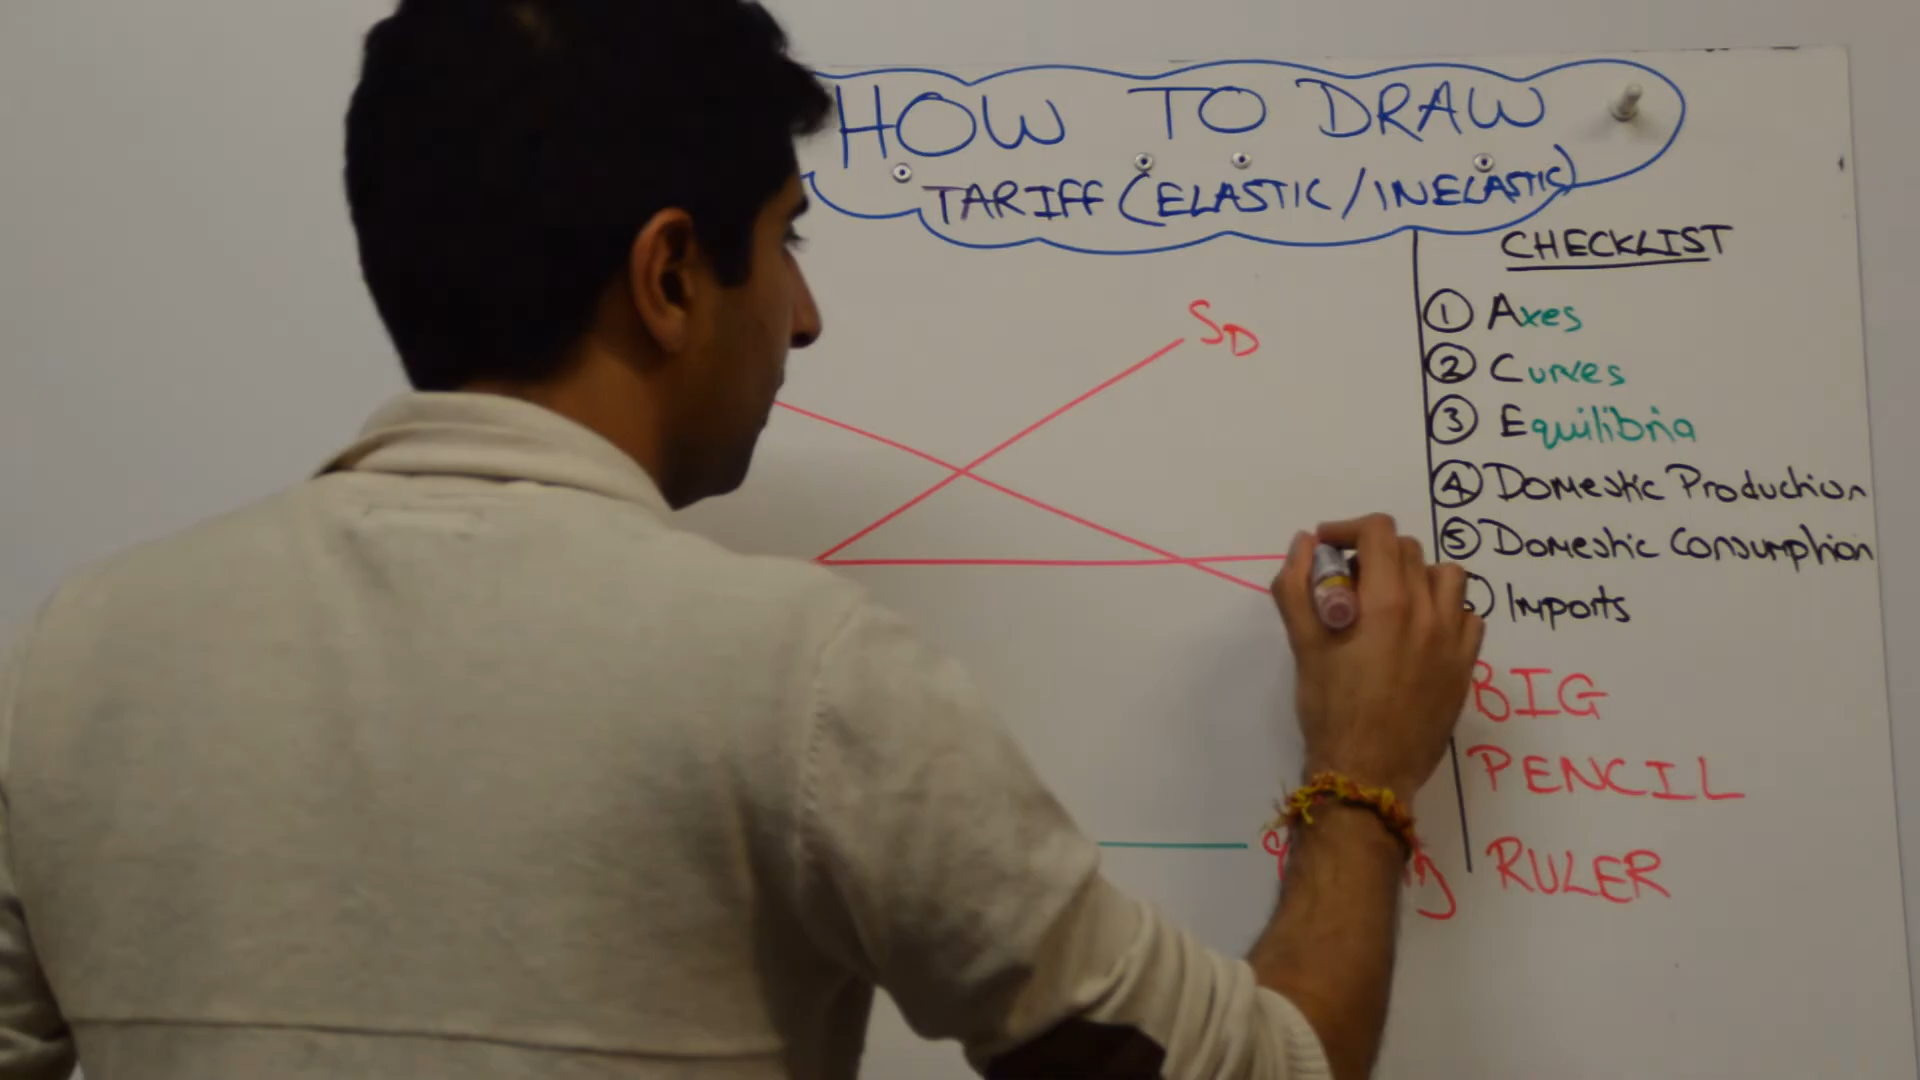 HOW TO DRAW
TARIFF (ELASTIC/INELASTIC)
CHECKLIST
1 Axes
2 Curves
3 Equilibria
4 Domestic Production
5 Domestic Consumption
Imports
BIG
PENCIL
RULER
SD